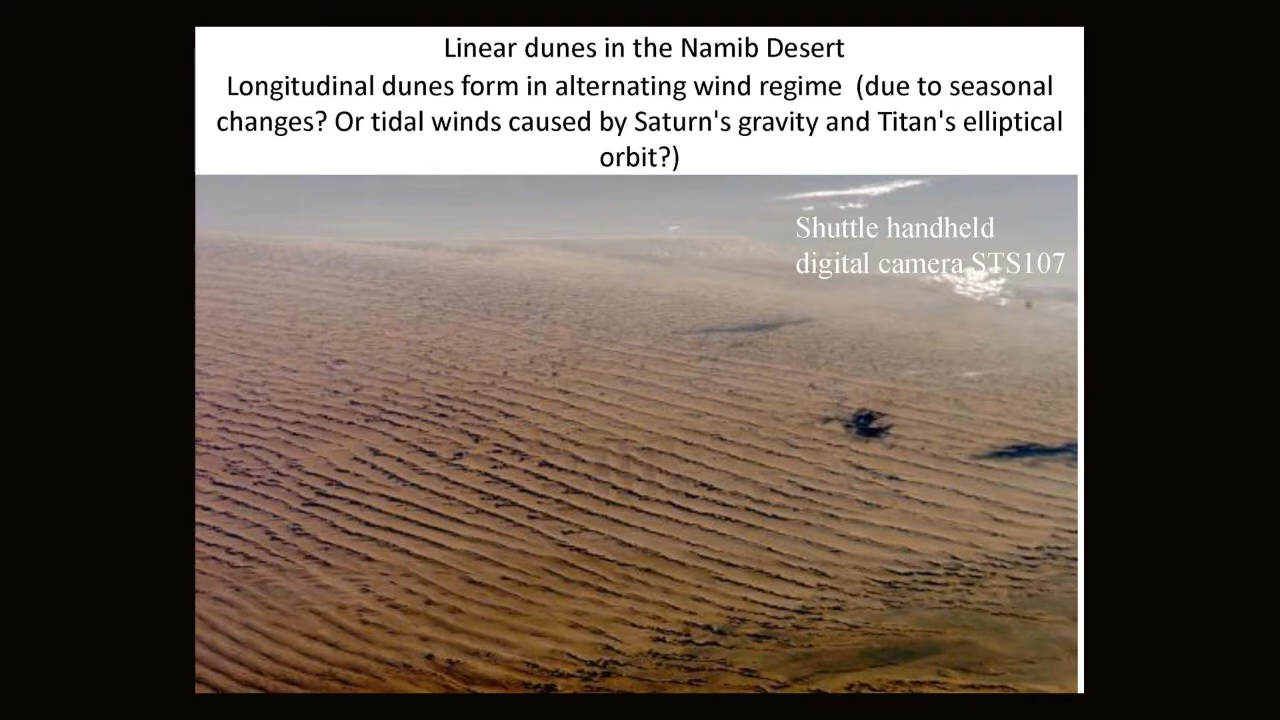 Linear dunes in the Namib Desert
Longitudinal dunes form in alternating wind regime  (due to seasonal
changes? Or tidal winds caused by Saturn's gravity and Titan's elliptical
orbit?)
Shuttle handheld
digital camera STS107